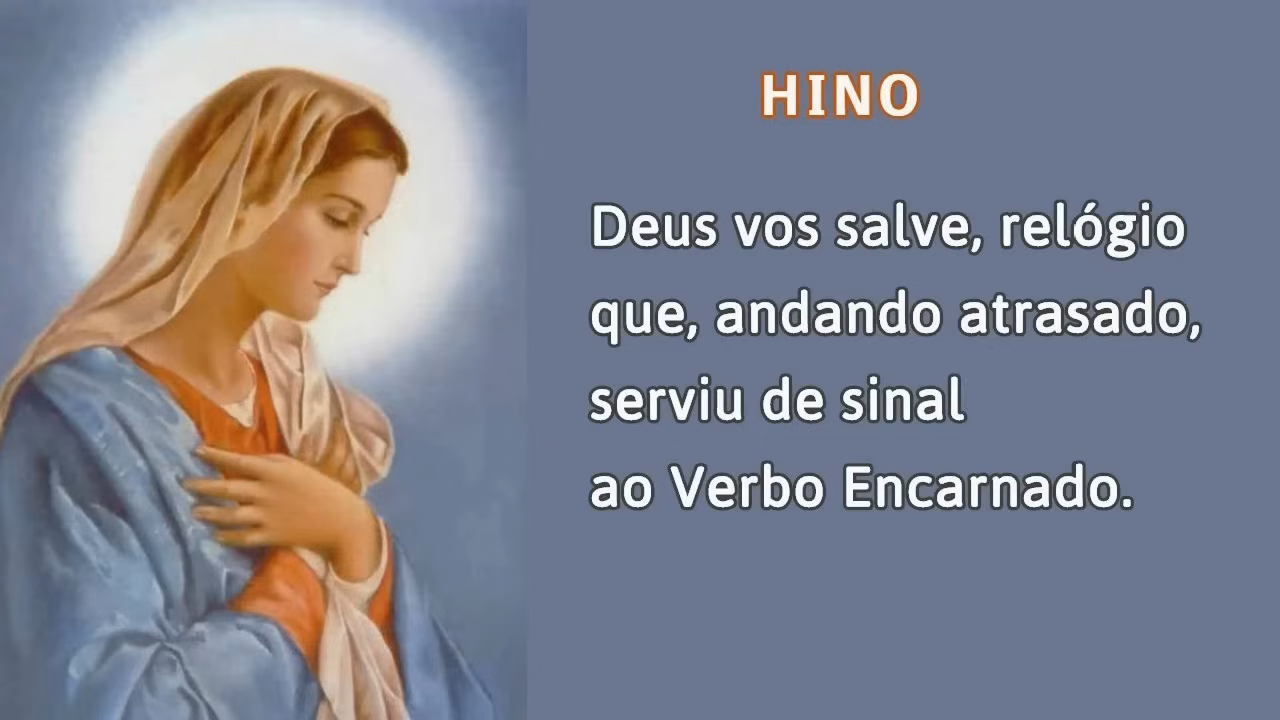 HINO
Deus vos salve, relógio
que, andando atrasado,
serviu de sinal
ao Verbo Encarnado.